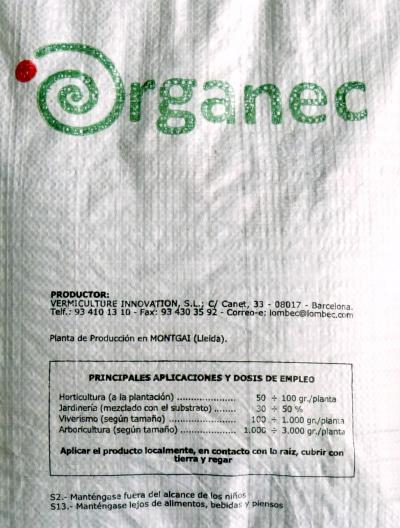 Organec
PRODUCTOR:
VERMICULTURE INNOVATION, S.L.; C/ Canet, 33 - 08017 - Barcelona.
Telf.: 93 410 13 10 - Fax: 93 430 35 92 - Correo-e: lombec@lombec.com
Planta de Producción en MONTGAI (Lleida).
PRINCIPALES APLICACIONES Y DOSIS DE EMPLEO
Horticultura (a la plantación) .................... 50 ÷ 100 gr./planta
Jardinería (mezclado con el substrato) ........ 30 ÷ 50 %
Viverismo (según tamaño) ....................... 100 ÷ 1.000 gr./planta
Arboricultura (según tamaño) ................... 1.000 ÷ 3.000 gr./planta
Aplicar el producto localmente, en contacto con la raíz, cubrir con
tierra y regar
S2.- Manténgase fuera del alcance de los niños
S13.- Manténgase lejos de alimentos, bebidas y piensos